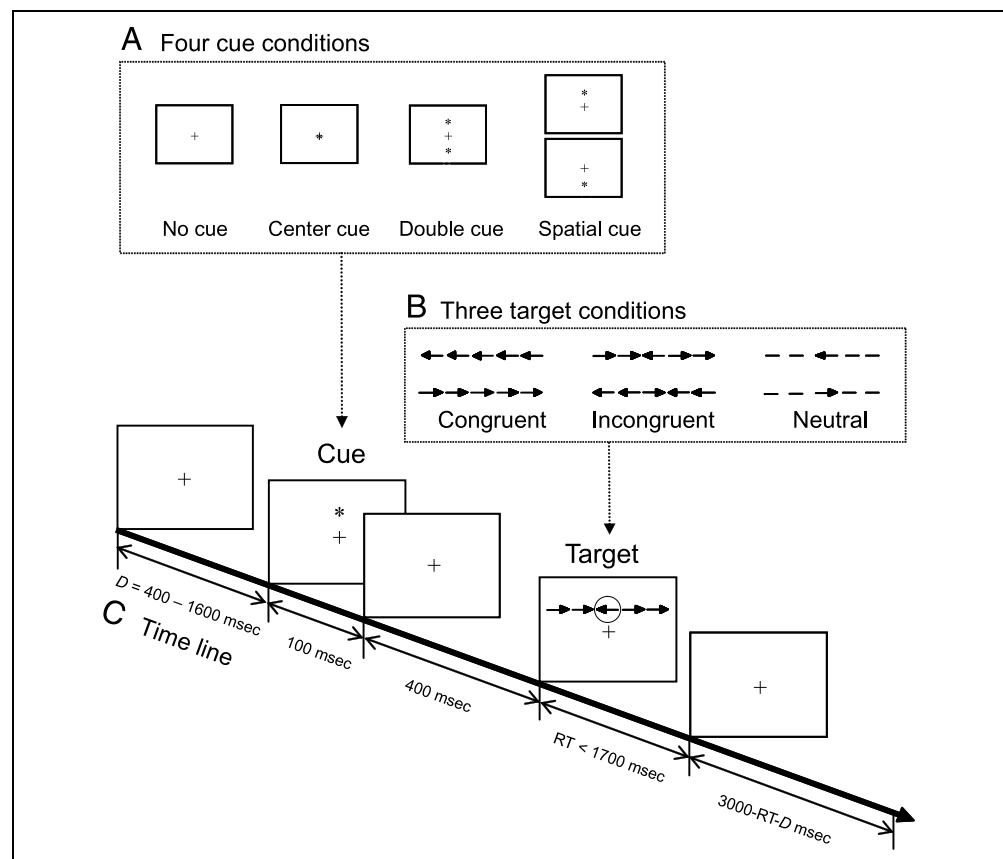 A Four cue conditions
No cue Center cue Double cue Spatial cue
B Three target conditions
Congruent Incongruent Neutral
Cue
Target
D = 400 – 1600 msec
C Time line
100 msec
400 msec
RT < 1700 msec
3000-RT-D msec